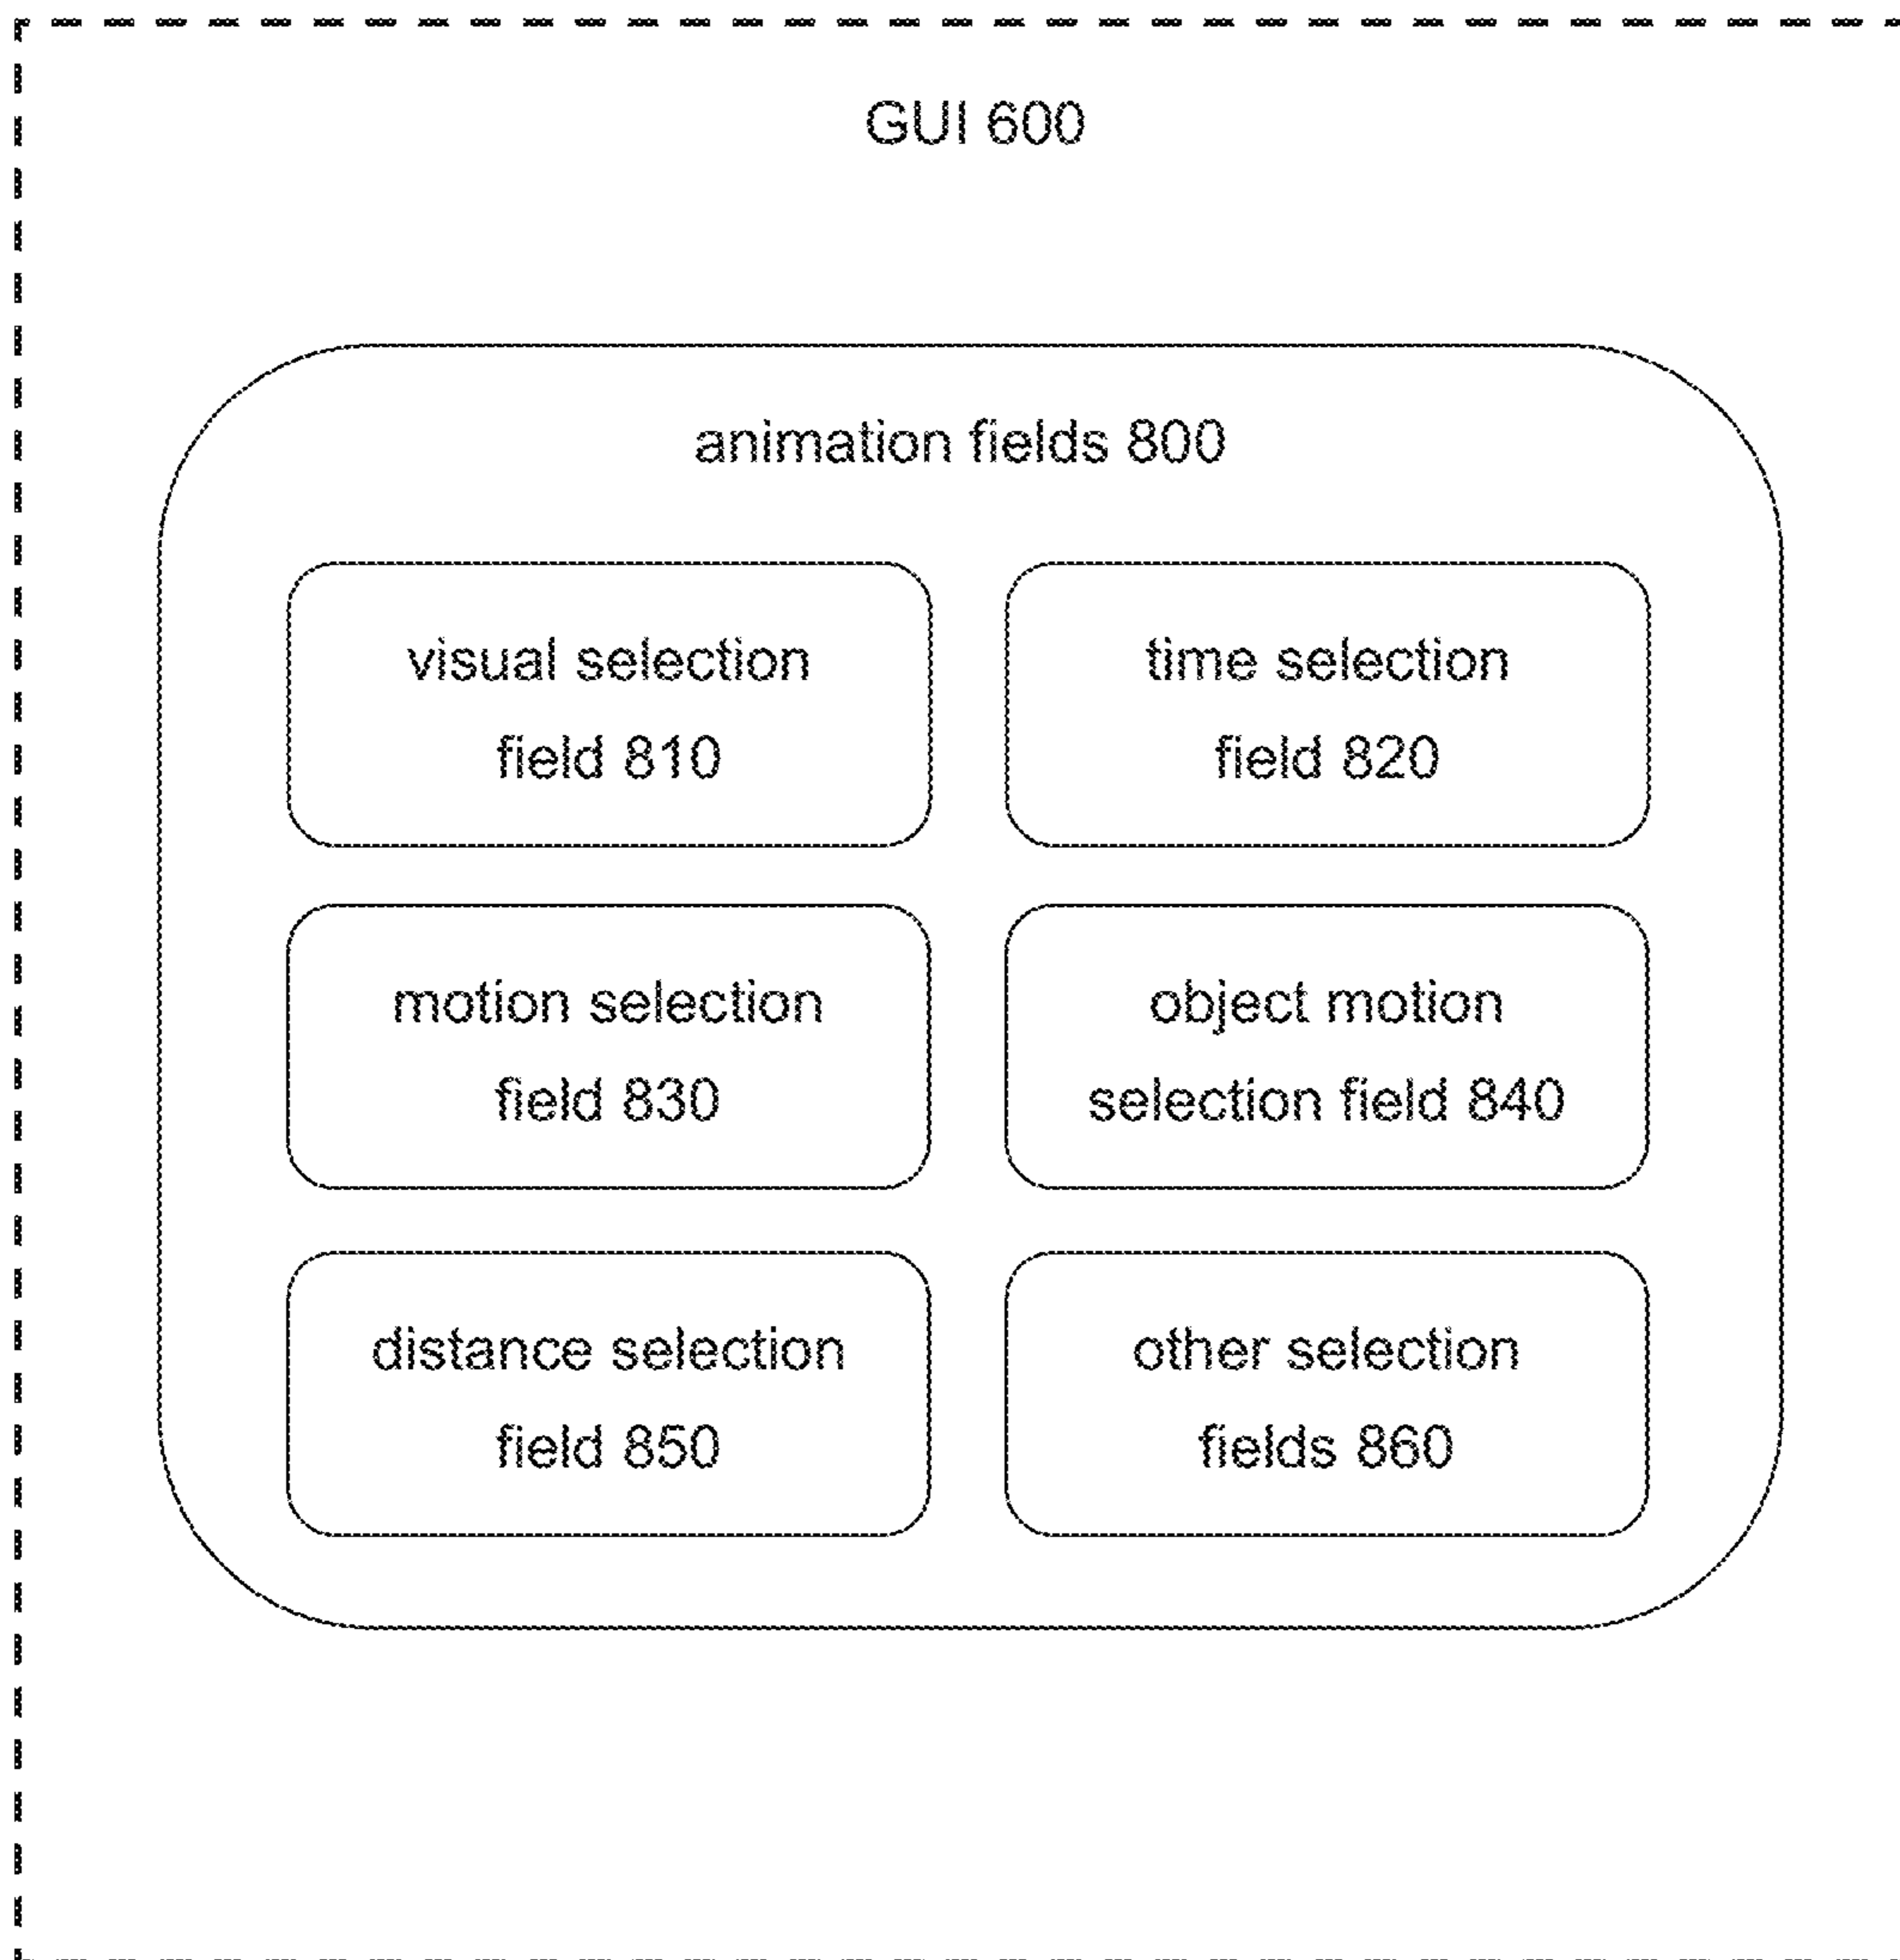 GUI 600
animation fields 800
visual selection
field 810
time selection
field 820
motion selection
field 830
object motion
selection field 840
distance selection
field 850
other selection
fields 860